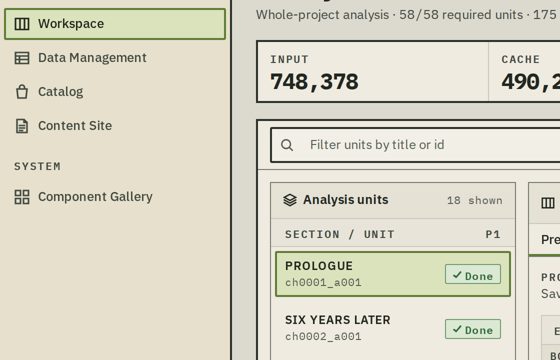 Workspace
Data Management
Catalog
Content Site
SYSTEM
Component Gallery
Whole-project analysis · 58/58 required units · 175
INPUT
748,378
CACHE
490,2
Filter units by title or id
Analysis units
18 shown
SECTION / UNIT
P1
PROLOGUE
ch0001_a001
Done
SIX YEARS LATER
ch0002_a001
Done
Pre
PRO
Sav
E